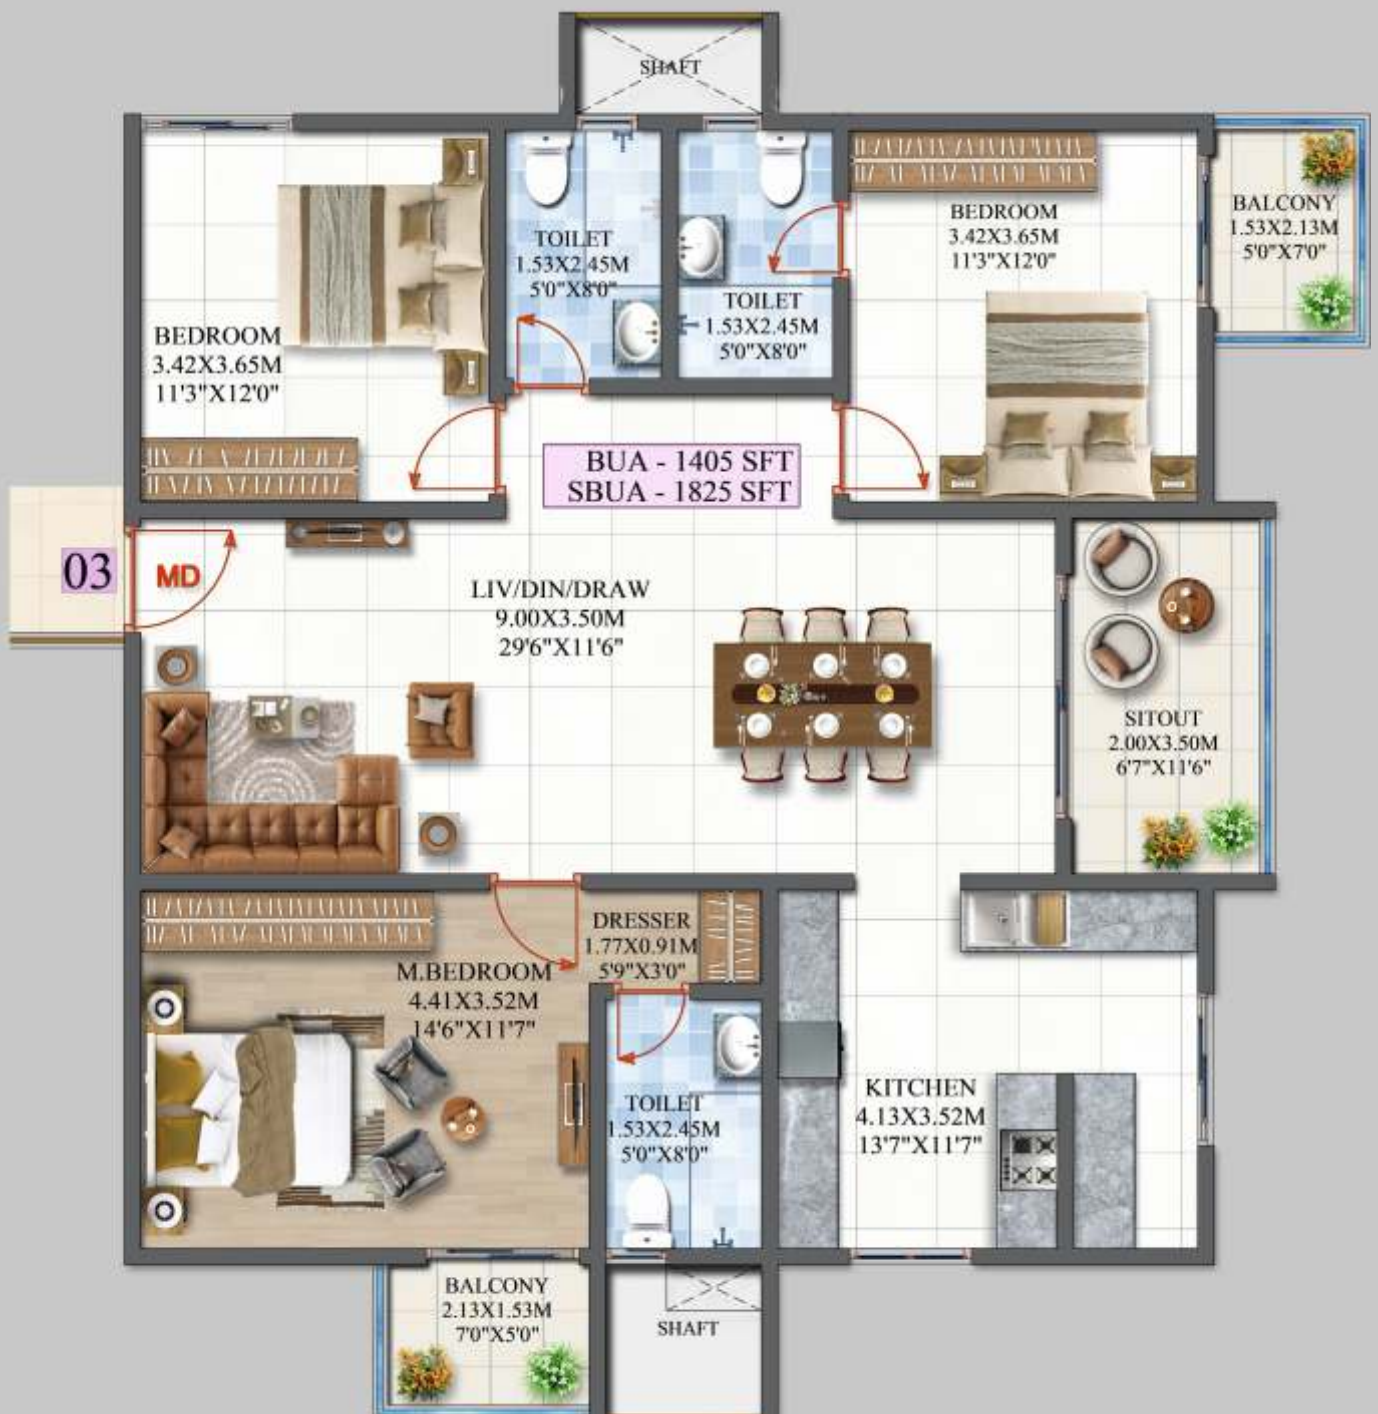 SHAFT
BEDROOM
3.42X3.65M
11'3"X12'0"
TOILET
1.53X2.45M
5'0"X8'0"
TOILET
1.53X2.45M
5'0"X8'0"
BEDROOM
3.42X3.65M
11'3"X12'0"
BALCONY
1.53X2.13M
5'0"X7'0"
BUA - 1405 SFT
SBUA - 1825 SFT
03
MD
LIV/DIN/DRAW
9.00X3.50M
29'6"X11'6"
SITOUT
2.00X3.50M
6'7"X11'6"
M.BEDROOM
4.41X3.52M
14'6"X11'7"
DRESSER
1.77X0.91M
5'9"X3'0"
TOILET
1.53X2.45M
5'0"X8'0"
KITCHEN
4.13X3.52M
13'7"X11'7"
BALCONY
2.13X1.53M
7'0"X5'0"
SHAFT